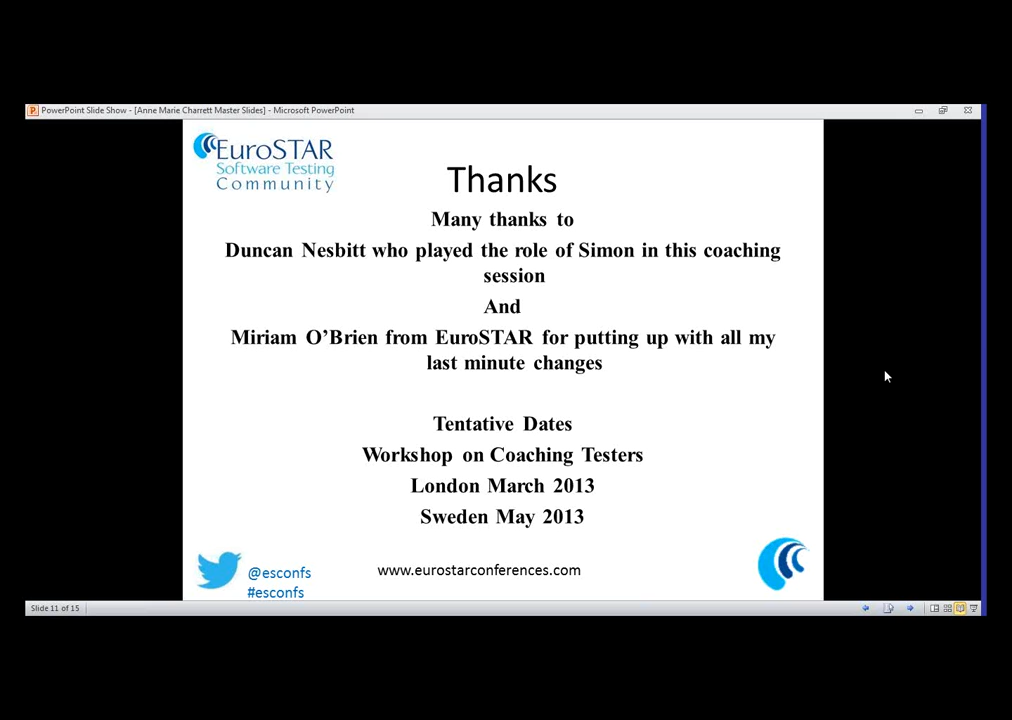 PowerPoint Slide Show - [Anne Marie Charrett Master Slides] - Microsoft PowerPoint
EuroSTAR
Software Testing
Community
Thanks
Many thanks to
Duncan Nesbitt who played the role of Simon in this coaching
session
And
Miriam O’Brien from EuroSTAR for putting up with all my
last minute changes
Tentative Dates
Workshop on Coaching Testers
London March 2013
Sweden May 2013
@esconfs
#esconfs
www.eurostarconferences.com
Slide 11 of 15